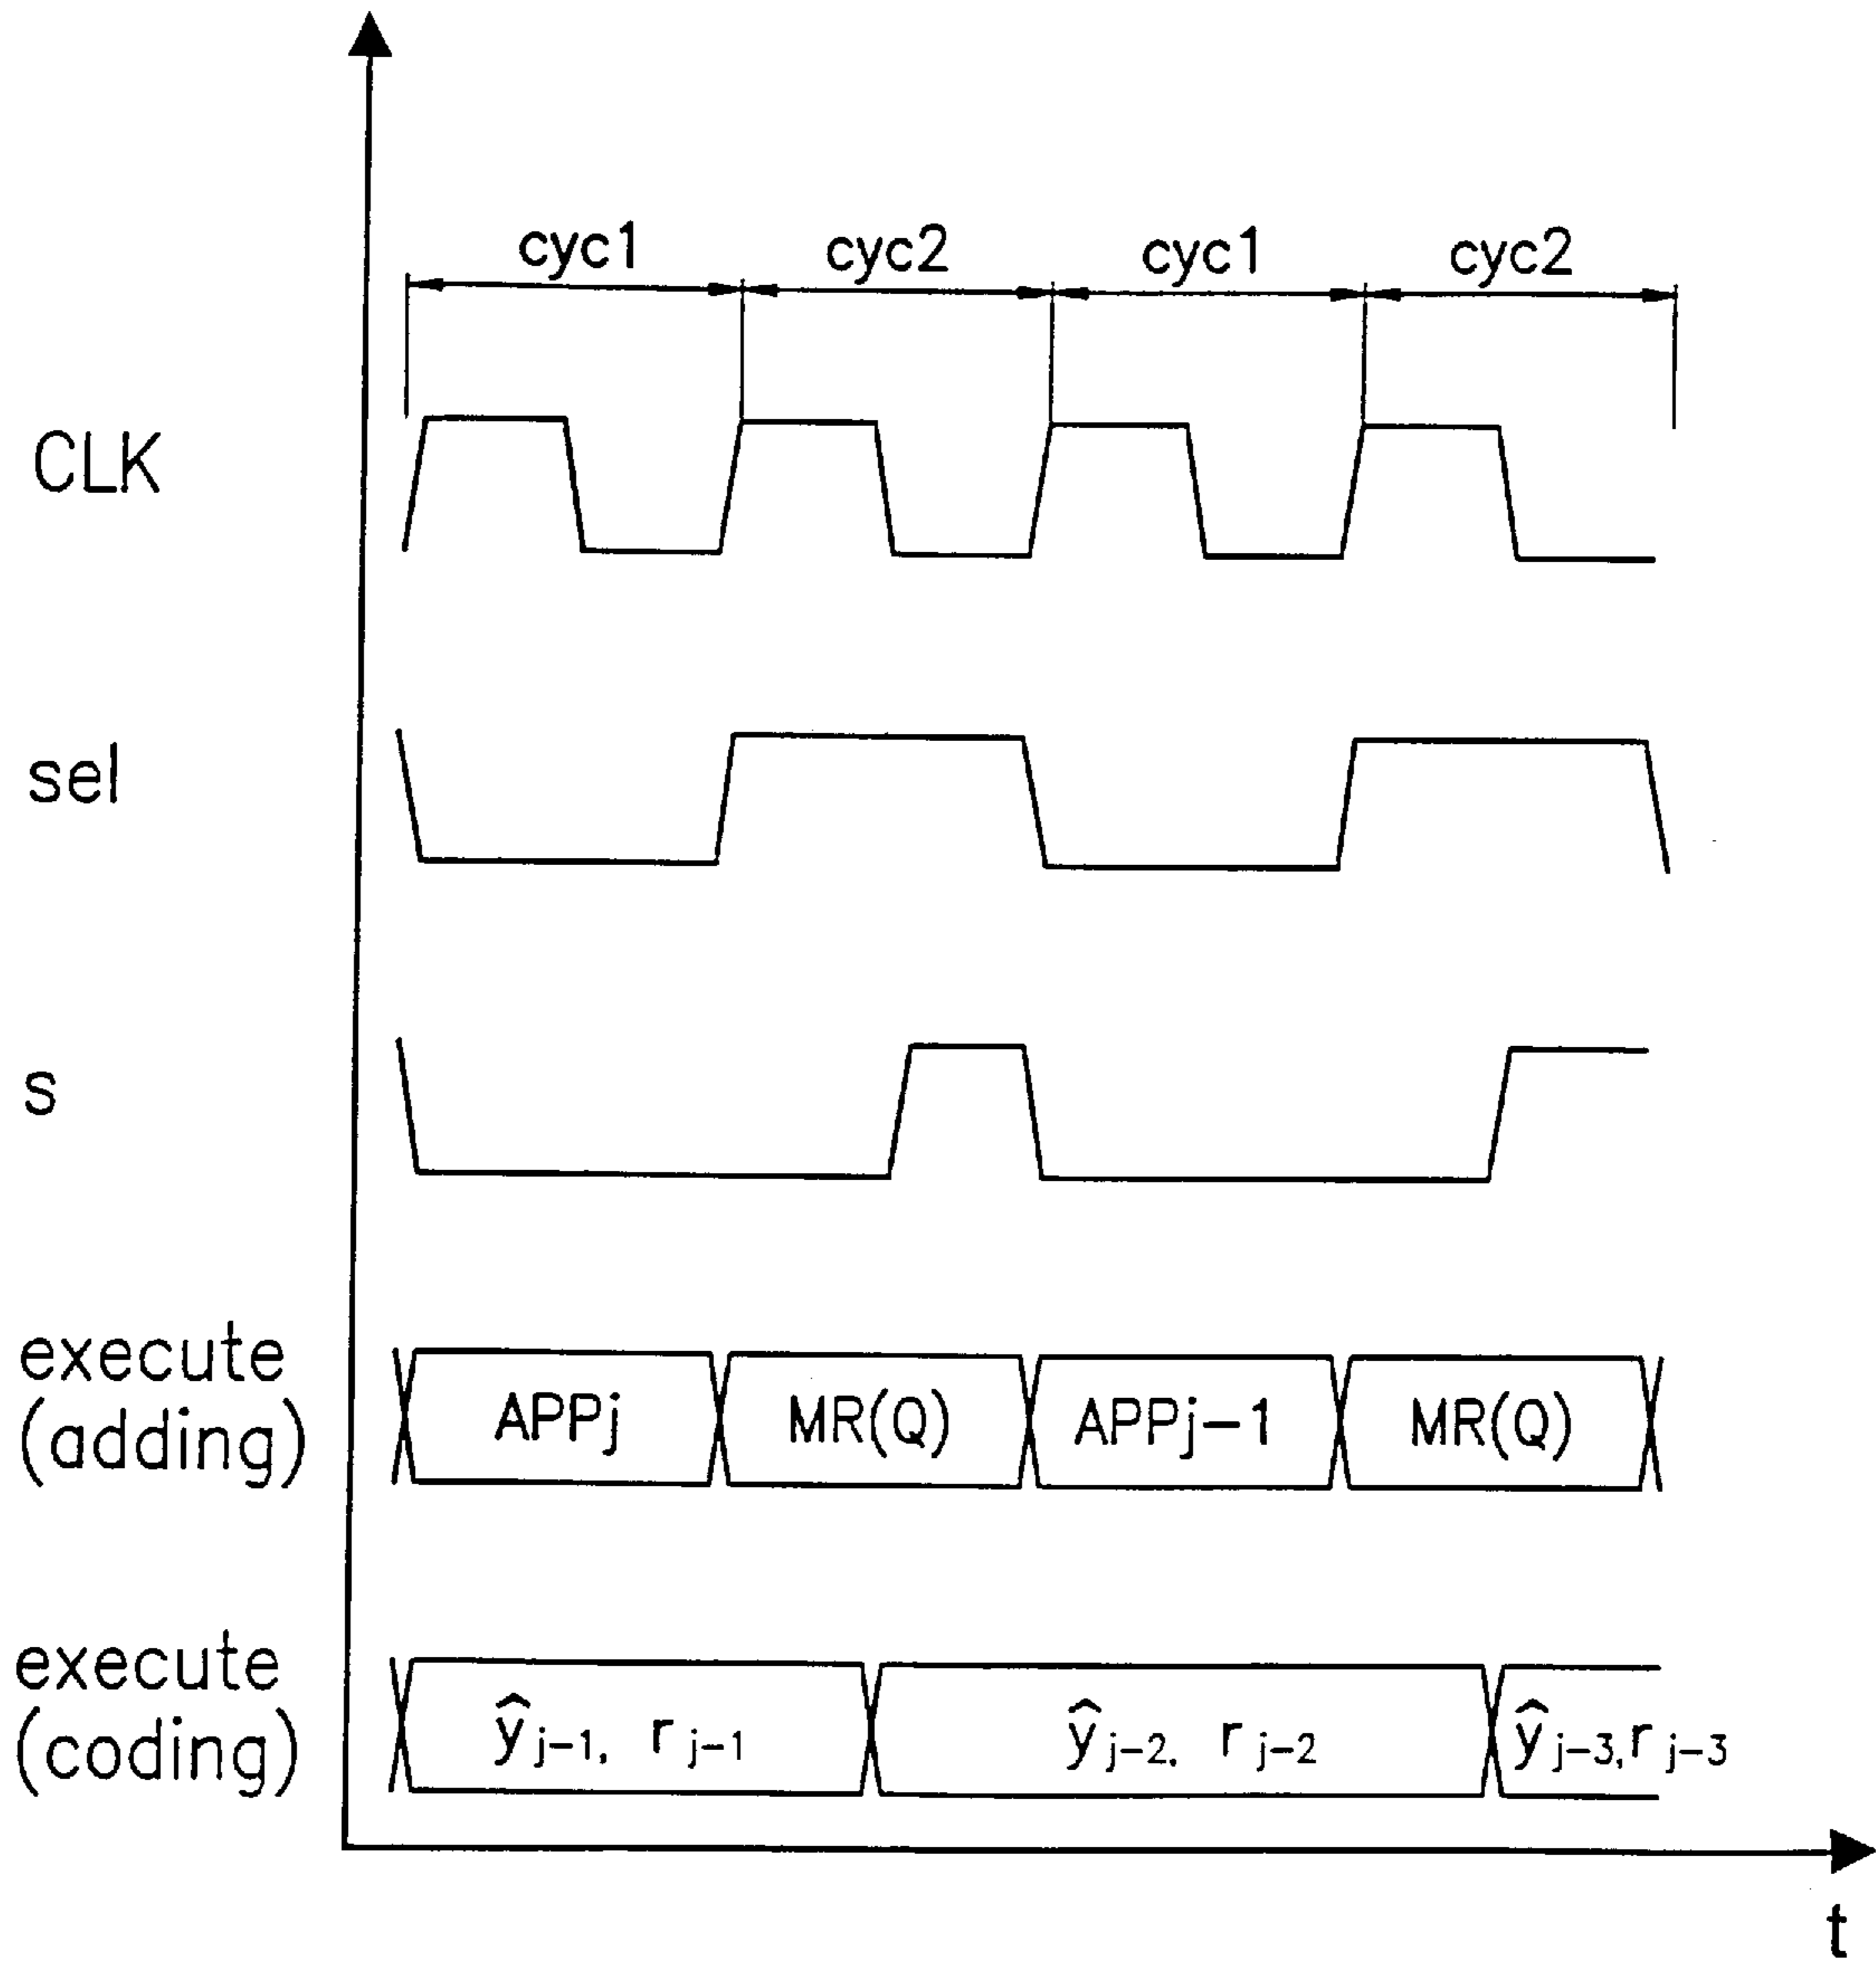 cyc1 cyc2 cyc1 cyc2
CLK
sel
s
execute
(adding)
APPj MR(Q) APPj-1 MR(Q)
execute
(coding)
ŷj-1, rj-1 ŷj-2, rj-2 ŷj-3, rj-3
t